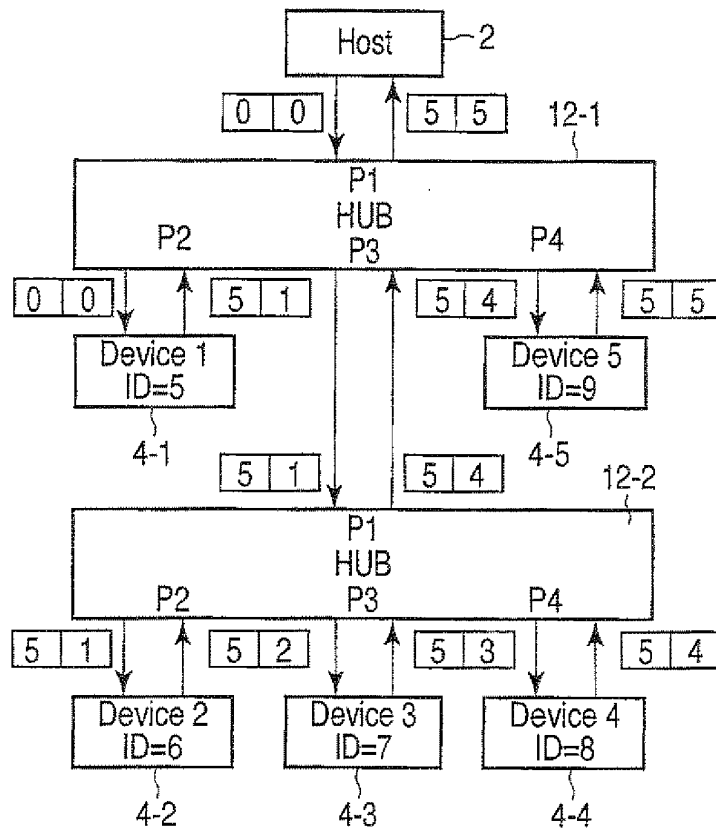 Host
2
0 0
5 5
12-1
P1
HUB
P2
P3
P4
0 0
5 1
5 4
5 5
Device 1
ID=5
Device 5
ID=9
4-1
4-5
5 1
5 4
12-2
P1
HUB
P2
P3
P4
5 1
5 2
5 3
5 4
Device 2
ID=6
Device 3
ID=7
Device 4
ID=8
4-2
4-3
4-4